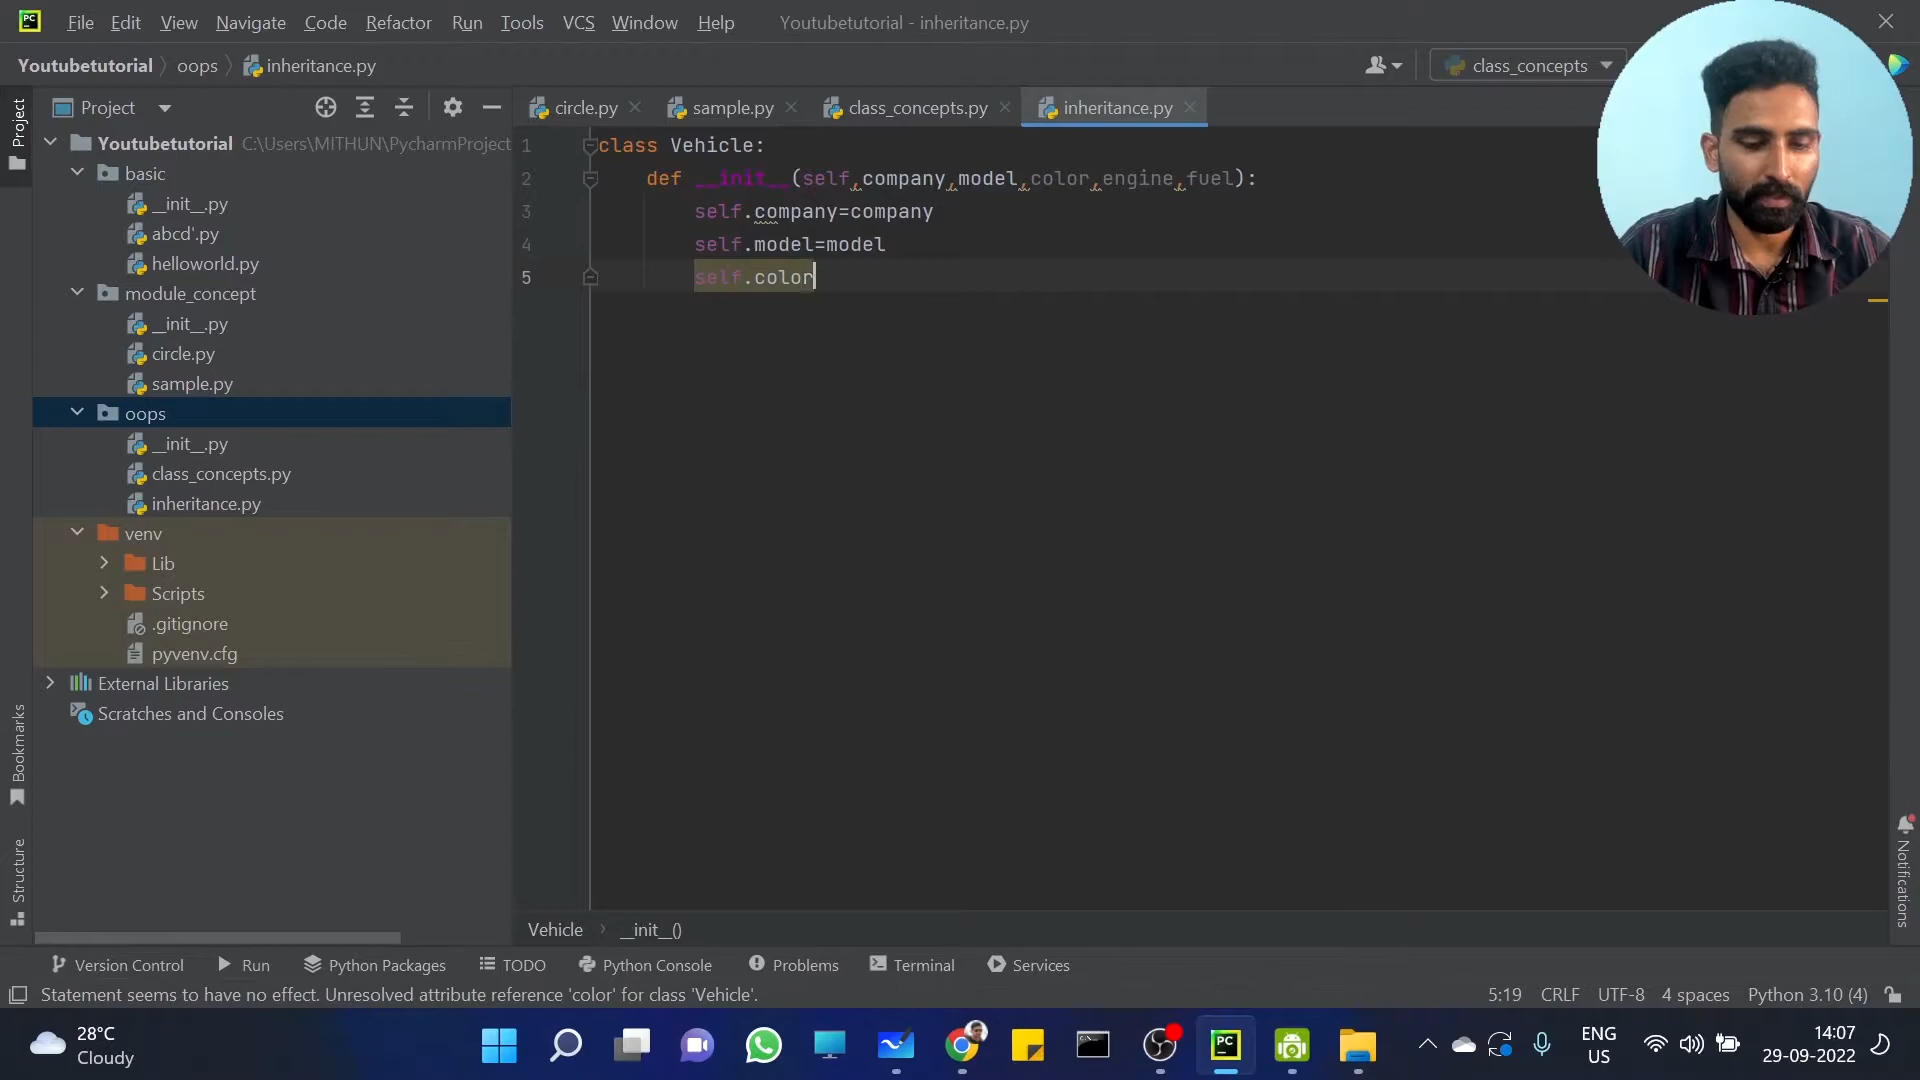 File Edit View Navigate Code Refactor Run Tools VCS Window Help Youtubetutorial - inheritance.py
Youtubetutorial oops inheritance.py class_concepts
Project circle.py sample.py class_concepts.py inheritance.py
Project
Youtubetutorial C:\Users\MITHUN\PycharmProject
basic
__init__.py
abcd'.py
helloworld.py
module_concept
__init__.py
circle.py
sample.py
oops
__init__.py
class_concepts.py
inheritance.py
venv
Lib
Scripts
.gitignore
pyvenv.cfg
External Libraries
Scratches and Consoles
Bookmarks
Structure
1 class Vehicle:
2 def __init__(self,company,model,color,engine,fuel):
3 self.company=company
4 self.model=model
5 self.color
Notifications
Vehicle __init__()
Version Control Run Python Packages TODO Python Console Problems Terminal Services
Statement seems to have no effect. Unresolved attribute reference 'color' for class 'Vehicle'. 5:19 CRLF UTF-8 4 spaces Python 3.10 (4)
28°C
Cloudy
PC
ENG
US
14:07
29-09-2022